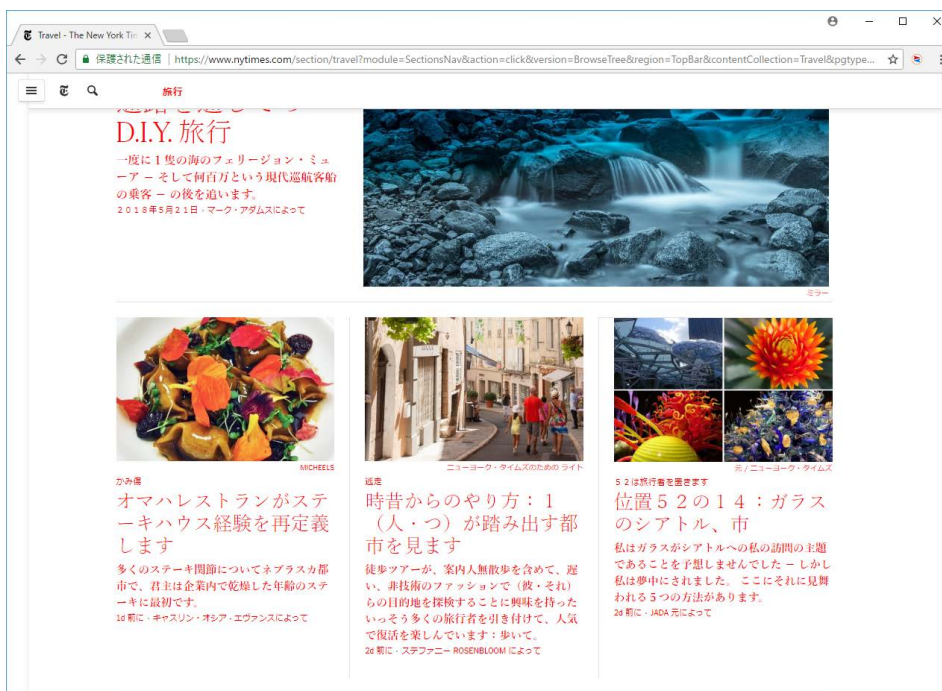 Travel - The New York Tim
保護された通信
https://www.nytimes.com/section/travel?module=SectionsNav&action=click&version=BrowseTree&region=TopBar&contentCollection=Travel&pgtype...
旅行
D.I.Y. 旅行
一度に1隻の海のフェリージョン・ミュ
ーア － そして何百万という現代巡航客船
の乗客 － の後を追います。
２０１８年５月２１日 - マーク・アダムスによって
ミラー
MICHEELS
かみ傷
オマハレストランがステ
ーキハウス経験を再定義
します
多くのステーキ関節についてネブラスカ都
市で、君主は企業内で乾燥した年齢のステ
ーキに最初です。
1d 前に - キャスリン・オシア・エヴァンスによって
ニューヨーク・タイムズのための ライト
逃走
時昔からのやり方：１
（人・つ）が踏み出す都
市を見ます
徒歩ツアーが、案内人無散歩を含めて、遅
い、非技術のファッションで（彼・それ）
らの目的地を探検することに興味を持った
いっそう多くの旅行者を引き付けて、人気
で復活を楽しんでいます：歩いて。
2d 前に - ステファニー ROSENBLOOM によって
元 / ニューヨーク・タイムズ
５２は旅行者を置きます
位置５２の１４：ガラス
のシアトル、市
私はガラスがシアトルへの私の訪問の主題
であることを予想しませんでした － しかし
私は夢中にされました。 ここにそれに見舞
われる５つの方法があります。
2d 前に - JADA 元によって